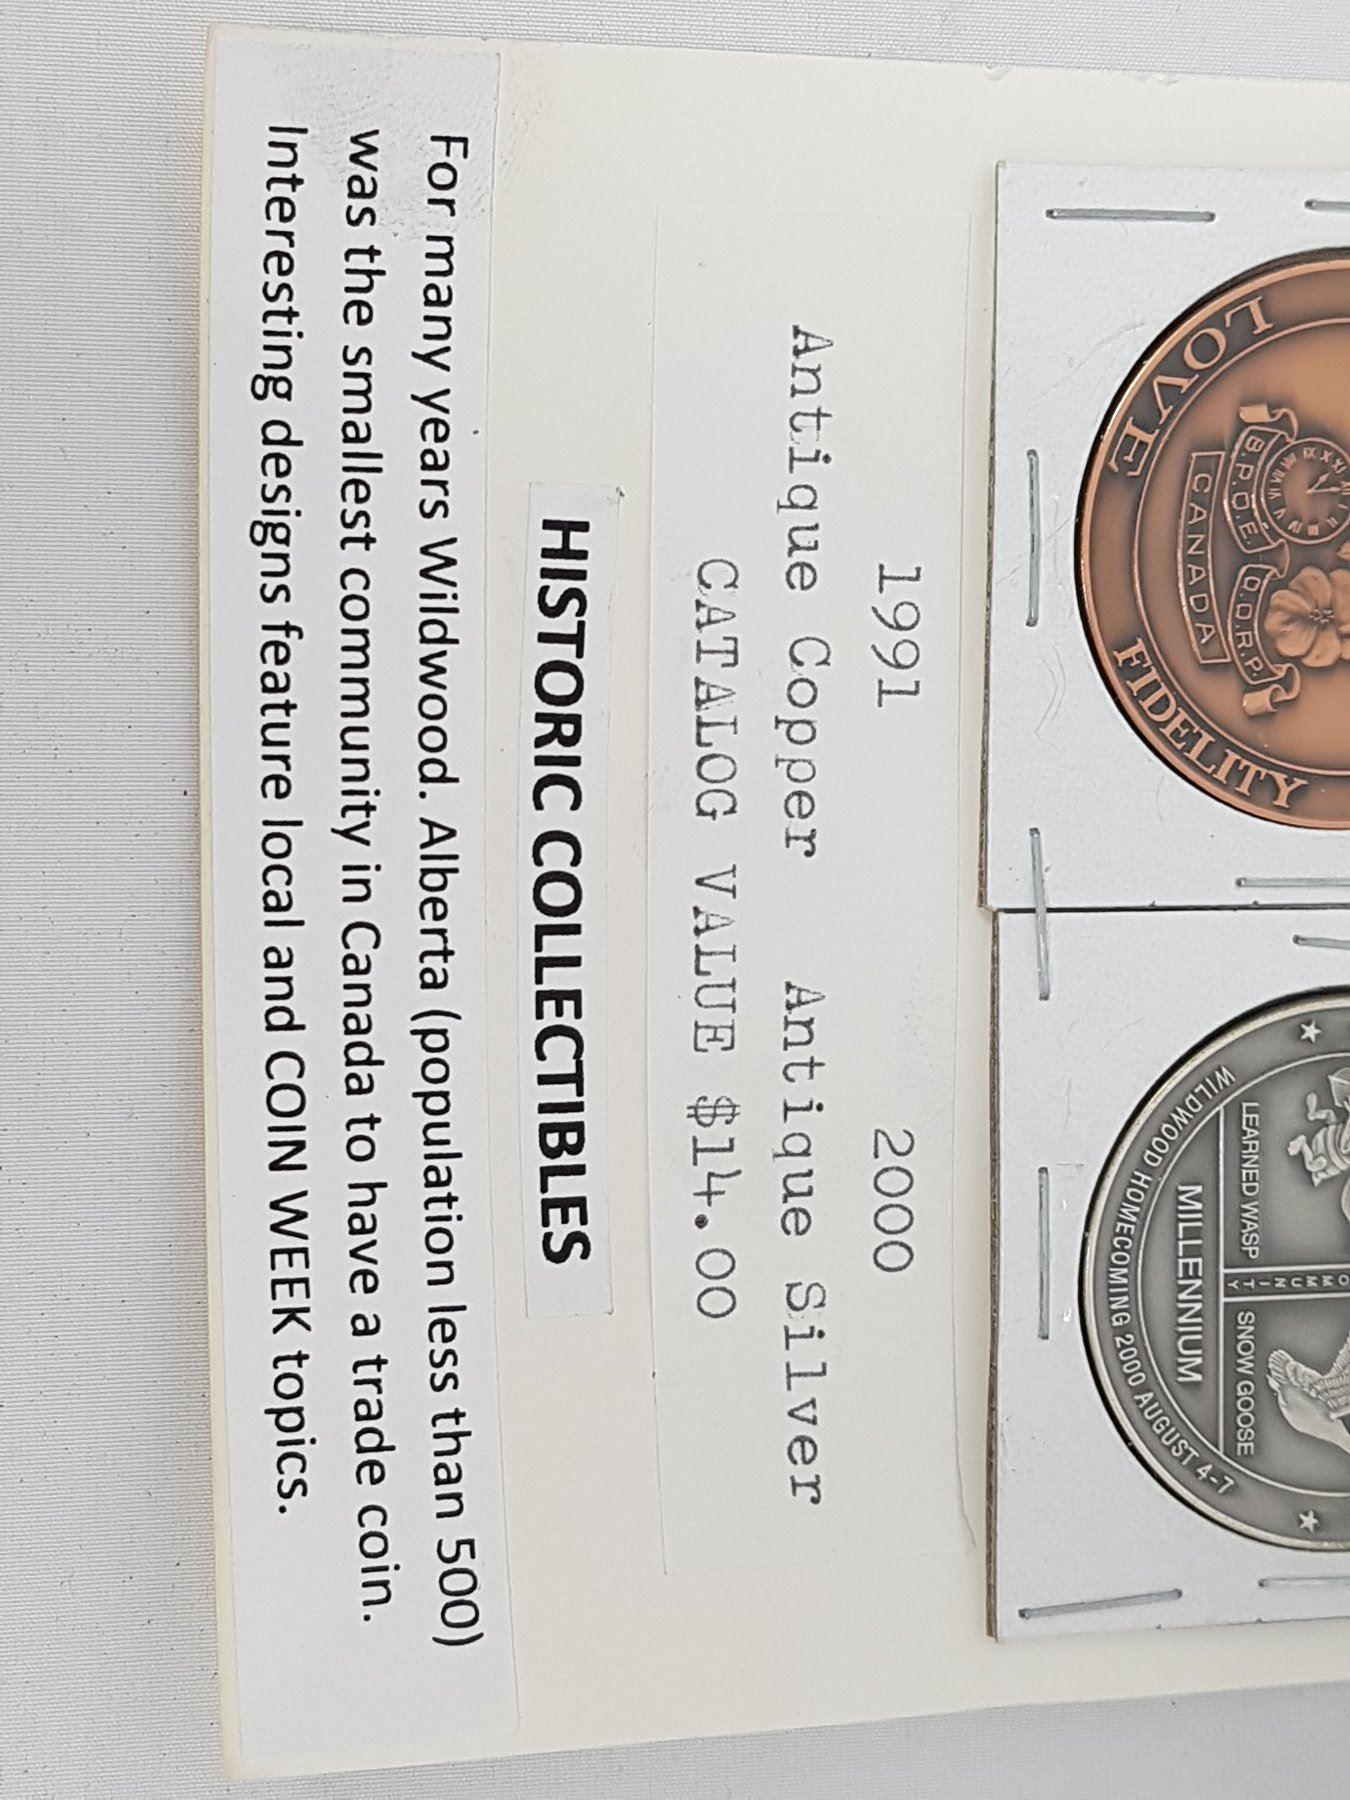 LOVE
FIDELITY
B.P.O.E. O.O.R.P.
CANADA
LEARNED WASP
SNOW GOOSE
MILLENNIUM
WILDWOOD HOMECOMING 2000 AUGUST 4-7
1991 2000
Antique Copper Antique Silver
CATALOG VALUE $14.00
HISTORIC COLLECTIBLES
For many years Wildwood. Alberta (population less than 500)
was the smallest community in Canada to have a trade coin.
Interesting designs feature local and COIN WEEK topics.